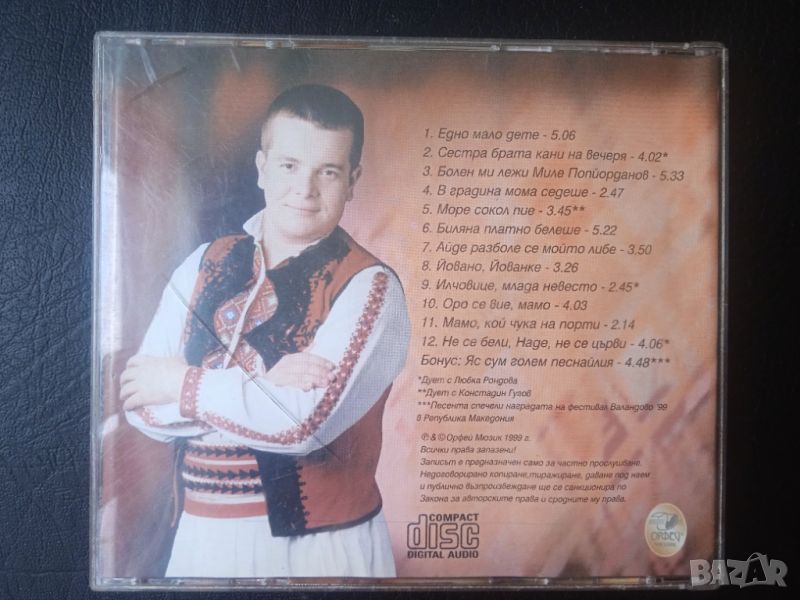 1. Едно мало дете - 5.06
2. Сестра брата кани на вечеря - 4.02*
3. Болен ми лежи Миле Попйорданов - 5.33
4. В градина мома седеше - 2.47
5. Море сокол пие - 3.45**
6. Биляна платно белеше - 5.22
7. Айде разболе се мойто либе - 3.50
8. Йовано, Йованке - 3.26
9. Илчовице, млада невесто - 2.45*
10. Оро се вие, мамо - 4.03
11. Мамо, кой чука на порти - 2.14
12. Не се бели, Наде, не се църви - 4.06*
Бонус: Яс сум голем песнайлия - 4.48***
*Дует с Любка Рондова
**Дует с Констадин Гугов
***Песента спечели наградата на фестивал Валандово '99
в Република Македония
℗&©Орфей Мюзик 1999 г.
Всички права запазени!
Записът е предназначен само за частно прослушване.
Недоговорирано копиране,тиражиране, даване под наем
и публично възпроизвеждане ще се санкционира по
Закона за авторските права и сродните му права.
COMPACT
disc
DIGITAL AUDIO
ОРФЕЙ
BAZAR